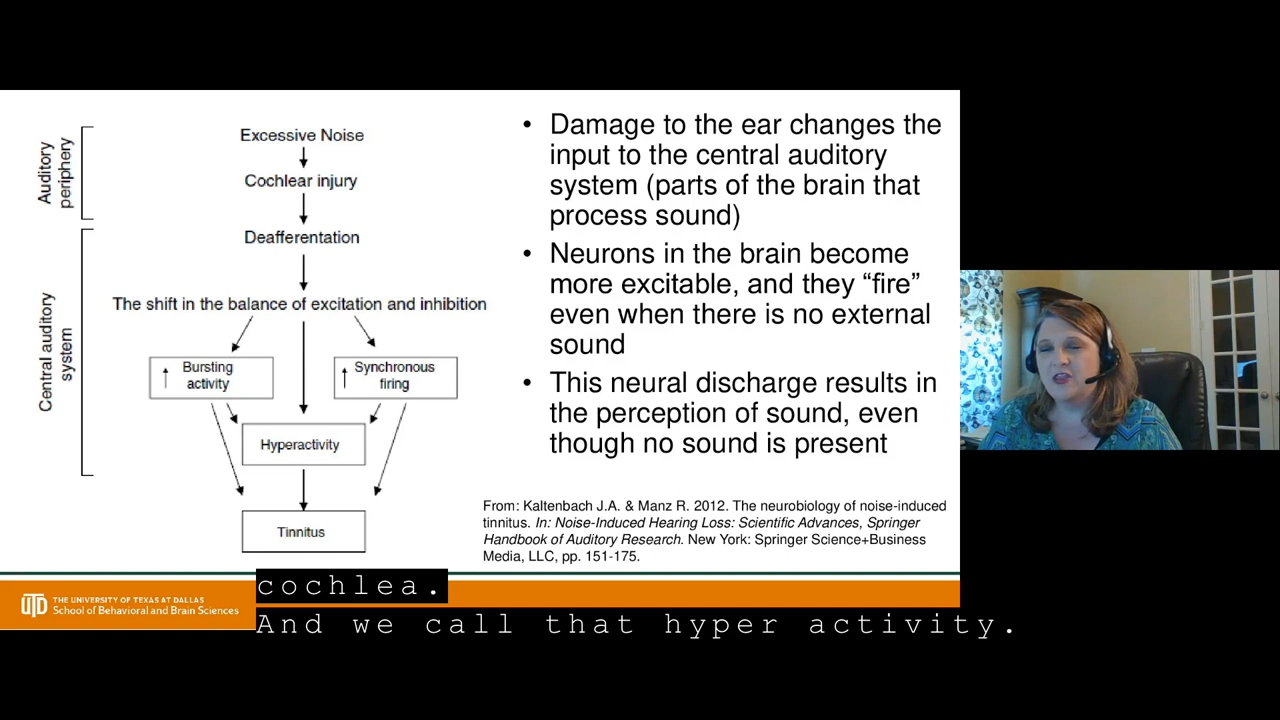 Auditory
periphery
Excessive Noise
Cochlear injury
Central auditory
system
Deafferentation
The shift in the balance of excitation and inhibition
Bursting
activity
Synchronous
firing
Hyperactivity
Tinnitus
• Damage to the ear changes the
input to the central auditory
system (parts of the brain that
process sound)
• Neurons in the brain become
more excitable, and they “fire”
even when there is no external
sound
• This neural discharge results in
the perception of sound, even
though no sound is present
From: Kaltenbach J.A. & Manz R. 2012. The neurobiology of noise-induced
tinnitus. In: Noise-Induced Hearing Loss: Scientific Advances, Springer
Handbook of Auditory Research. New York: Springer Science+Business
Media, LLC, pp. 151-175.
UTD
THE UNIVERSITY OF TEXAS AT DALLAS
School of Behavioral and Brain Sciences
cochlea.
And we call that hyper activity.